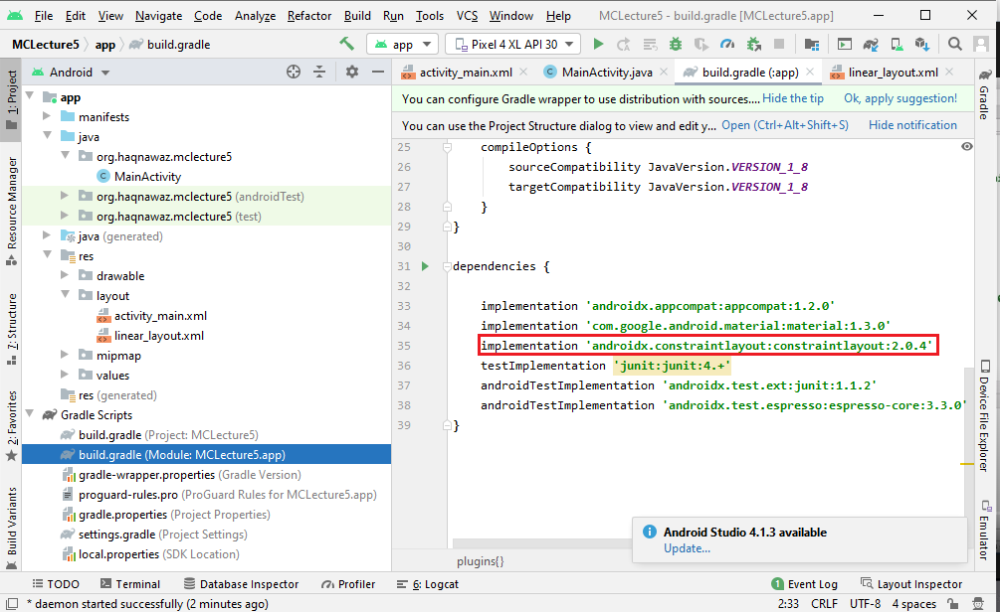 File Edit View Navigate Code Analyze Refactor Build Run Tools VCS Window Help MCLecture5 - build.gradle [MCLecture5.app]
MCLecture5 app build.gradle app Pixel 4 XL API 30
1: Project
Resource Manager
7: Structure
2: Favorites
Build Variants
Android
app
manifests
java
org.haqnawaz.mclecture5
MainActivity
org.haqnawaz.mclecture5 (androidTest)
org.haqnawaz.mclecture5 (test)
java (generated)
res
drawable
layout
activity_main.xml
linear_layout.xml
mipmap
values
res (generated)
Gradle Scripts
build.gradle (Project: MCLecture5)
build.gradle (Module: MCLecture5.app)
gradle-wrapper.properties (Gradle Version)
proguard-rules.pro (ProGuard Rules for MCLecture5.app)
gradle.properties (Project Properties)
settings.gradle (Project Settings)
local.properties (SDK Location)
activity_main.xml MainActivity.java build.gradle (:app) linear_layout.xml
You can configure Gradle wrapper to use distribution with sources.... Hide the tip Ok, apply suggestion!
You can use the Project Structure dialog to view and edit y... Open (Ctrl+Alt+Shift+S) Hide notification
25 compileOptions {
26 sourceCompatibility JavaVersion.VERSION_1_8
27 targetCompatibility JavaVersion.VERSION_1_8
28 }
29 }
30
31 dependencies {
32
33 implementation 'androidx.appcompat:appcompat:1.2.0'
34 implementation 'com.google.android.material:material:1.3.0'
35 implementation 'androidx.constraintlayout:constraintlayout:2.0.4'
36 testImplementation 'junit:junit:4.+'
37 androidTestImplementation 'androidx.test.ext:junit:1.1.2'
38 androidTestImplementation 'androidx.test.espresso:espresso-core:3.3.0'
39 }
Android Studio 4.1.3 available
Update...
plugins{}
Gradle
Device File Explorer
Emulator
TODO Terminal Database Inspector Profiler 6: Logcat 1 Event Log Layout Inspector
* daemon started successfully (2 minutes ago) 2:33 CRLF UTF-8 4 spaces